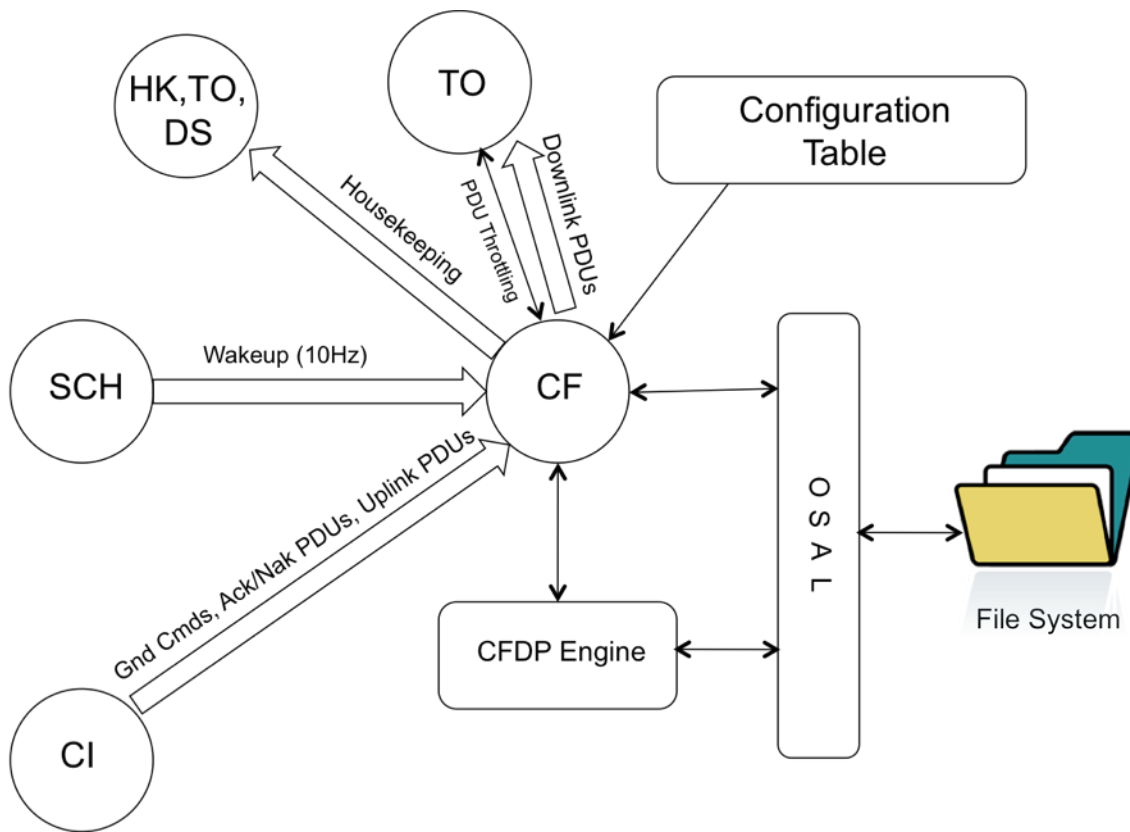 HK,TO,
DS
TO
Configuration
Table
Housekeeping
PDU Throttling
Downlink PDUs
SCH
Wakeup (10Hz)
CF
Gnd Cmds, Ack/Nak PDUs, Uplink PDUs
OSAL
File System
CFDP Engine
CI